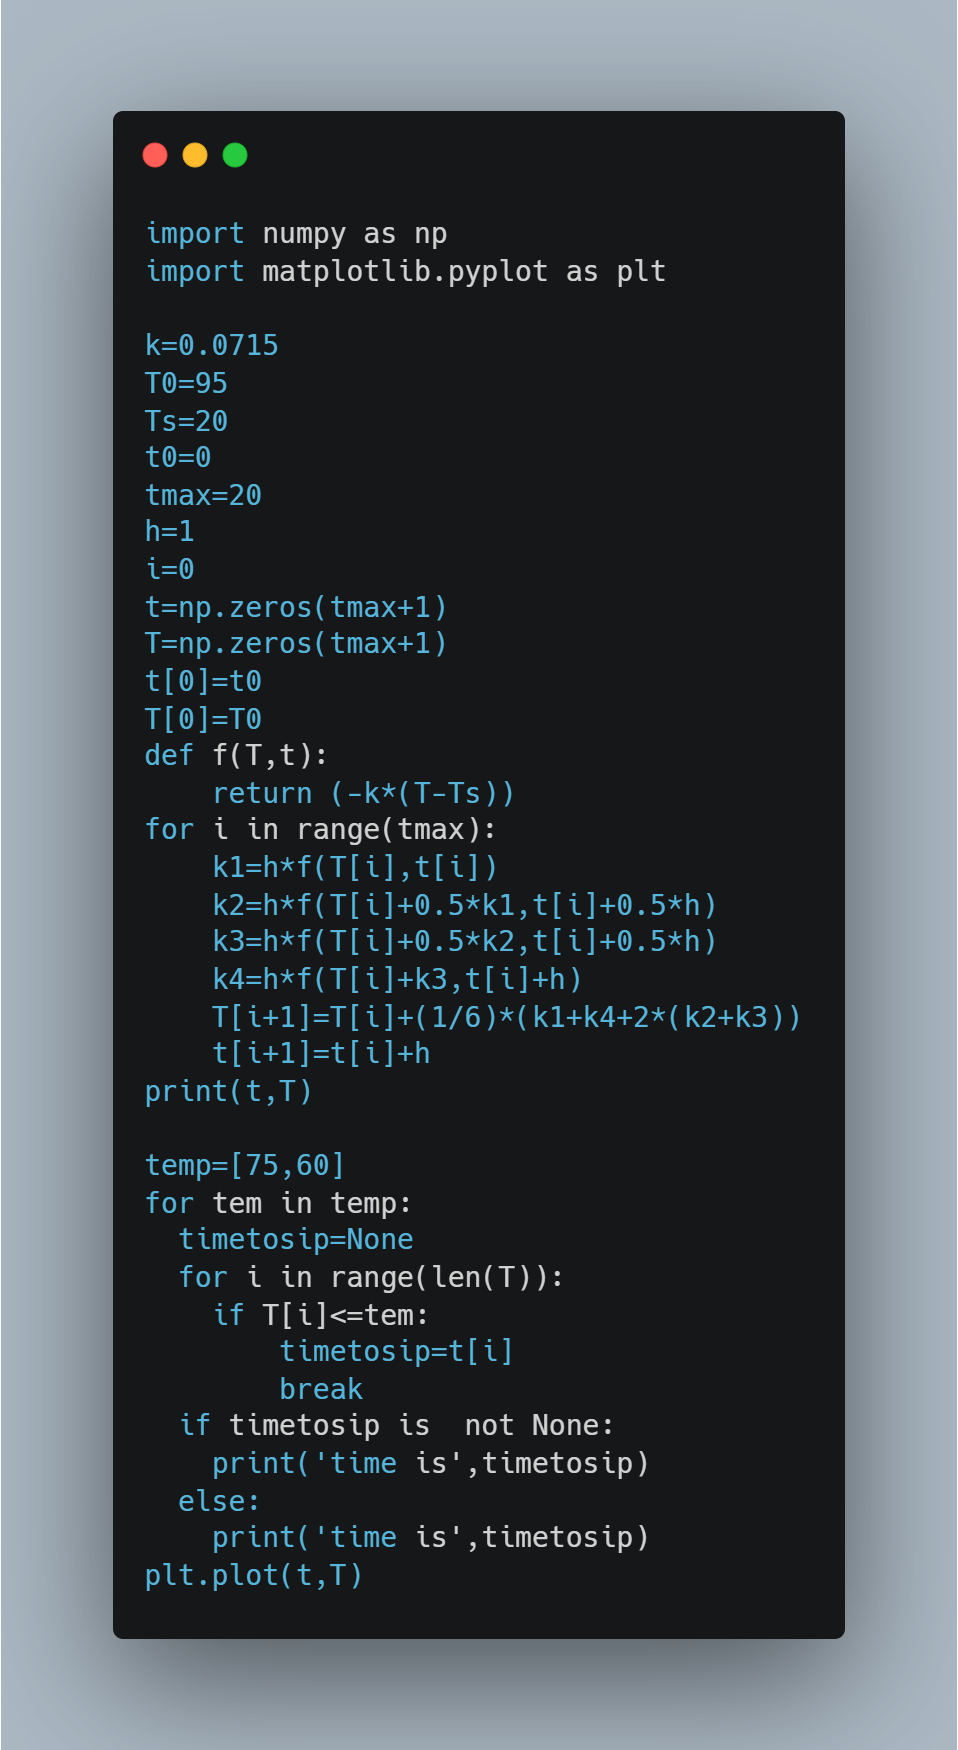 import numpy as np
import matplotlib.pyplot as plt

k=0.0715
T0=95
Ts=20
t0=0
tmax=20
h=1
i=0
t=np.zeros(tmax+1)
T=np.zeros(tmax+1)
t[0]=t0
T[0]=T0
def f(T,t):
    return (-k*(T-Ts))
for i in range(tmax):
    k1=h*f(T[i],t[i])
    k2=h*f(T[i]+0.5*k1,t[i]+0.5*h)
    k3=h*f(T[i]+0.5*k2,t[i]+0.5*h)
    k4=h*f(T[i]+k3,t[i]+h)
    T[i+1]=T[i]+(1/6)*(k1+k4+2*(k2+k3))
    t[i+1]=t[i]+h
print(t,T)

temp=[75,60]
for tem in temp:
  timetosip=None
  for i in range(len(T)):
    if T[i]<=tem:
        timetosip=t[i]
        break
  if timetosip is  not None:
    print('time is',timetosip)
  else:
    print('time is',timetosip)
plt.plot(t,T)